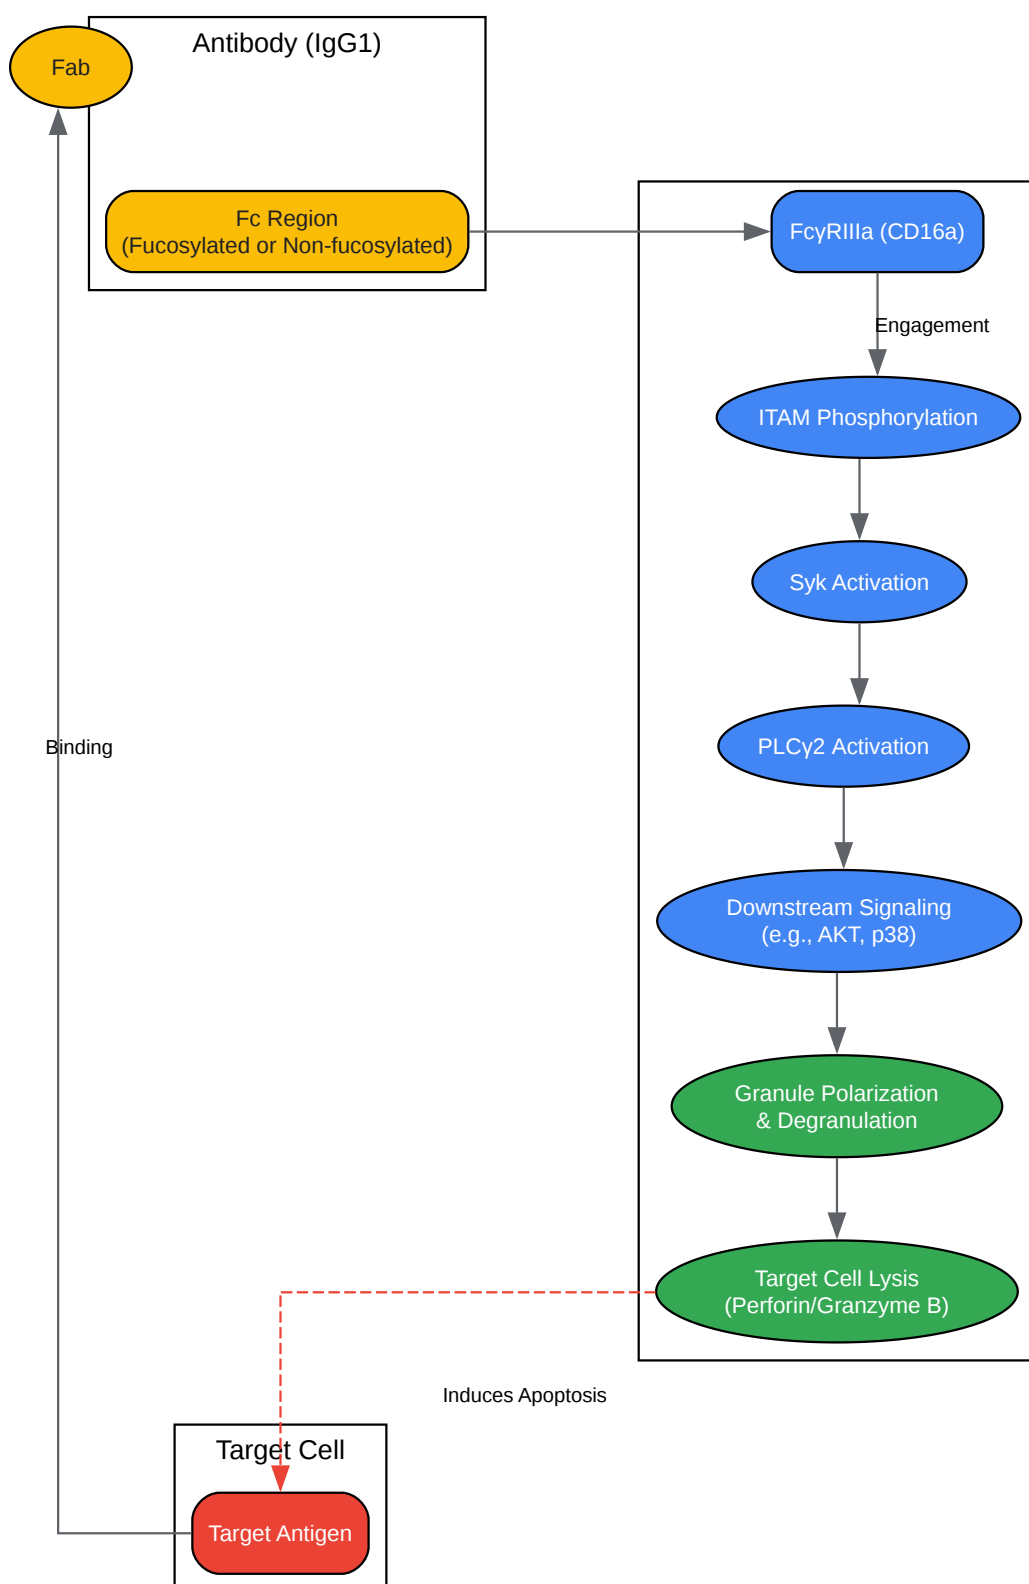 Antibody (IgG1)
Fab
Fc Region
(Fucosylated or Non-fucosylated)
FcγRIIIa (CD16a)
Engagement
ITAM Phosphorylation
Syk Activation
PLCγ2 Activation
Binding
Downstream Signaling
(e.g., AKT, p38)
Granule Polarization
& Degranulation
Target Cell Lysis
(Perforin/Granzyme B)
Induces Apoptosis
Target Cell
Target Antigen